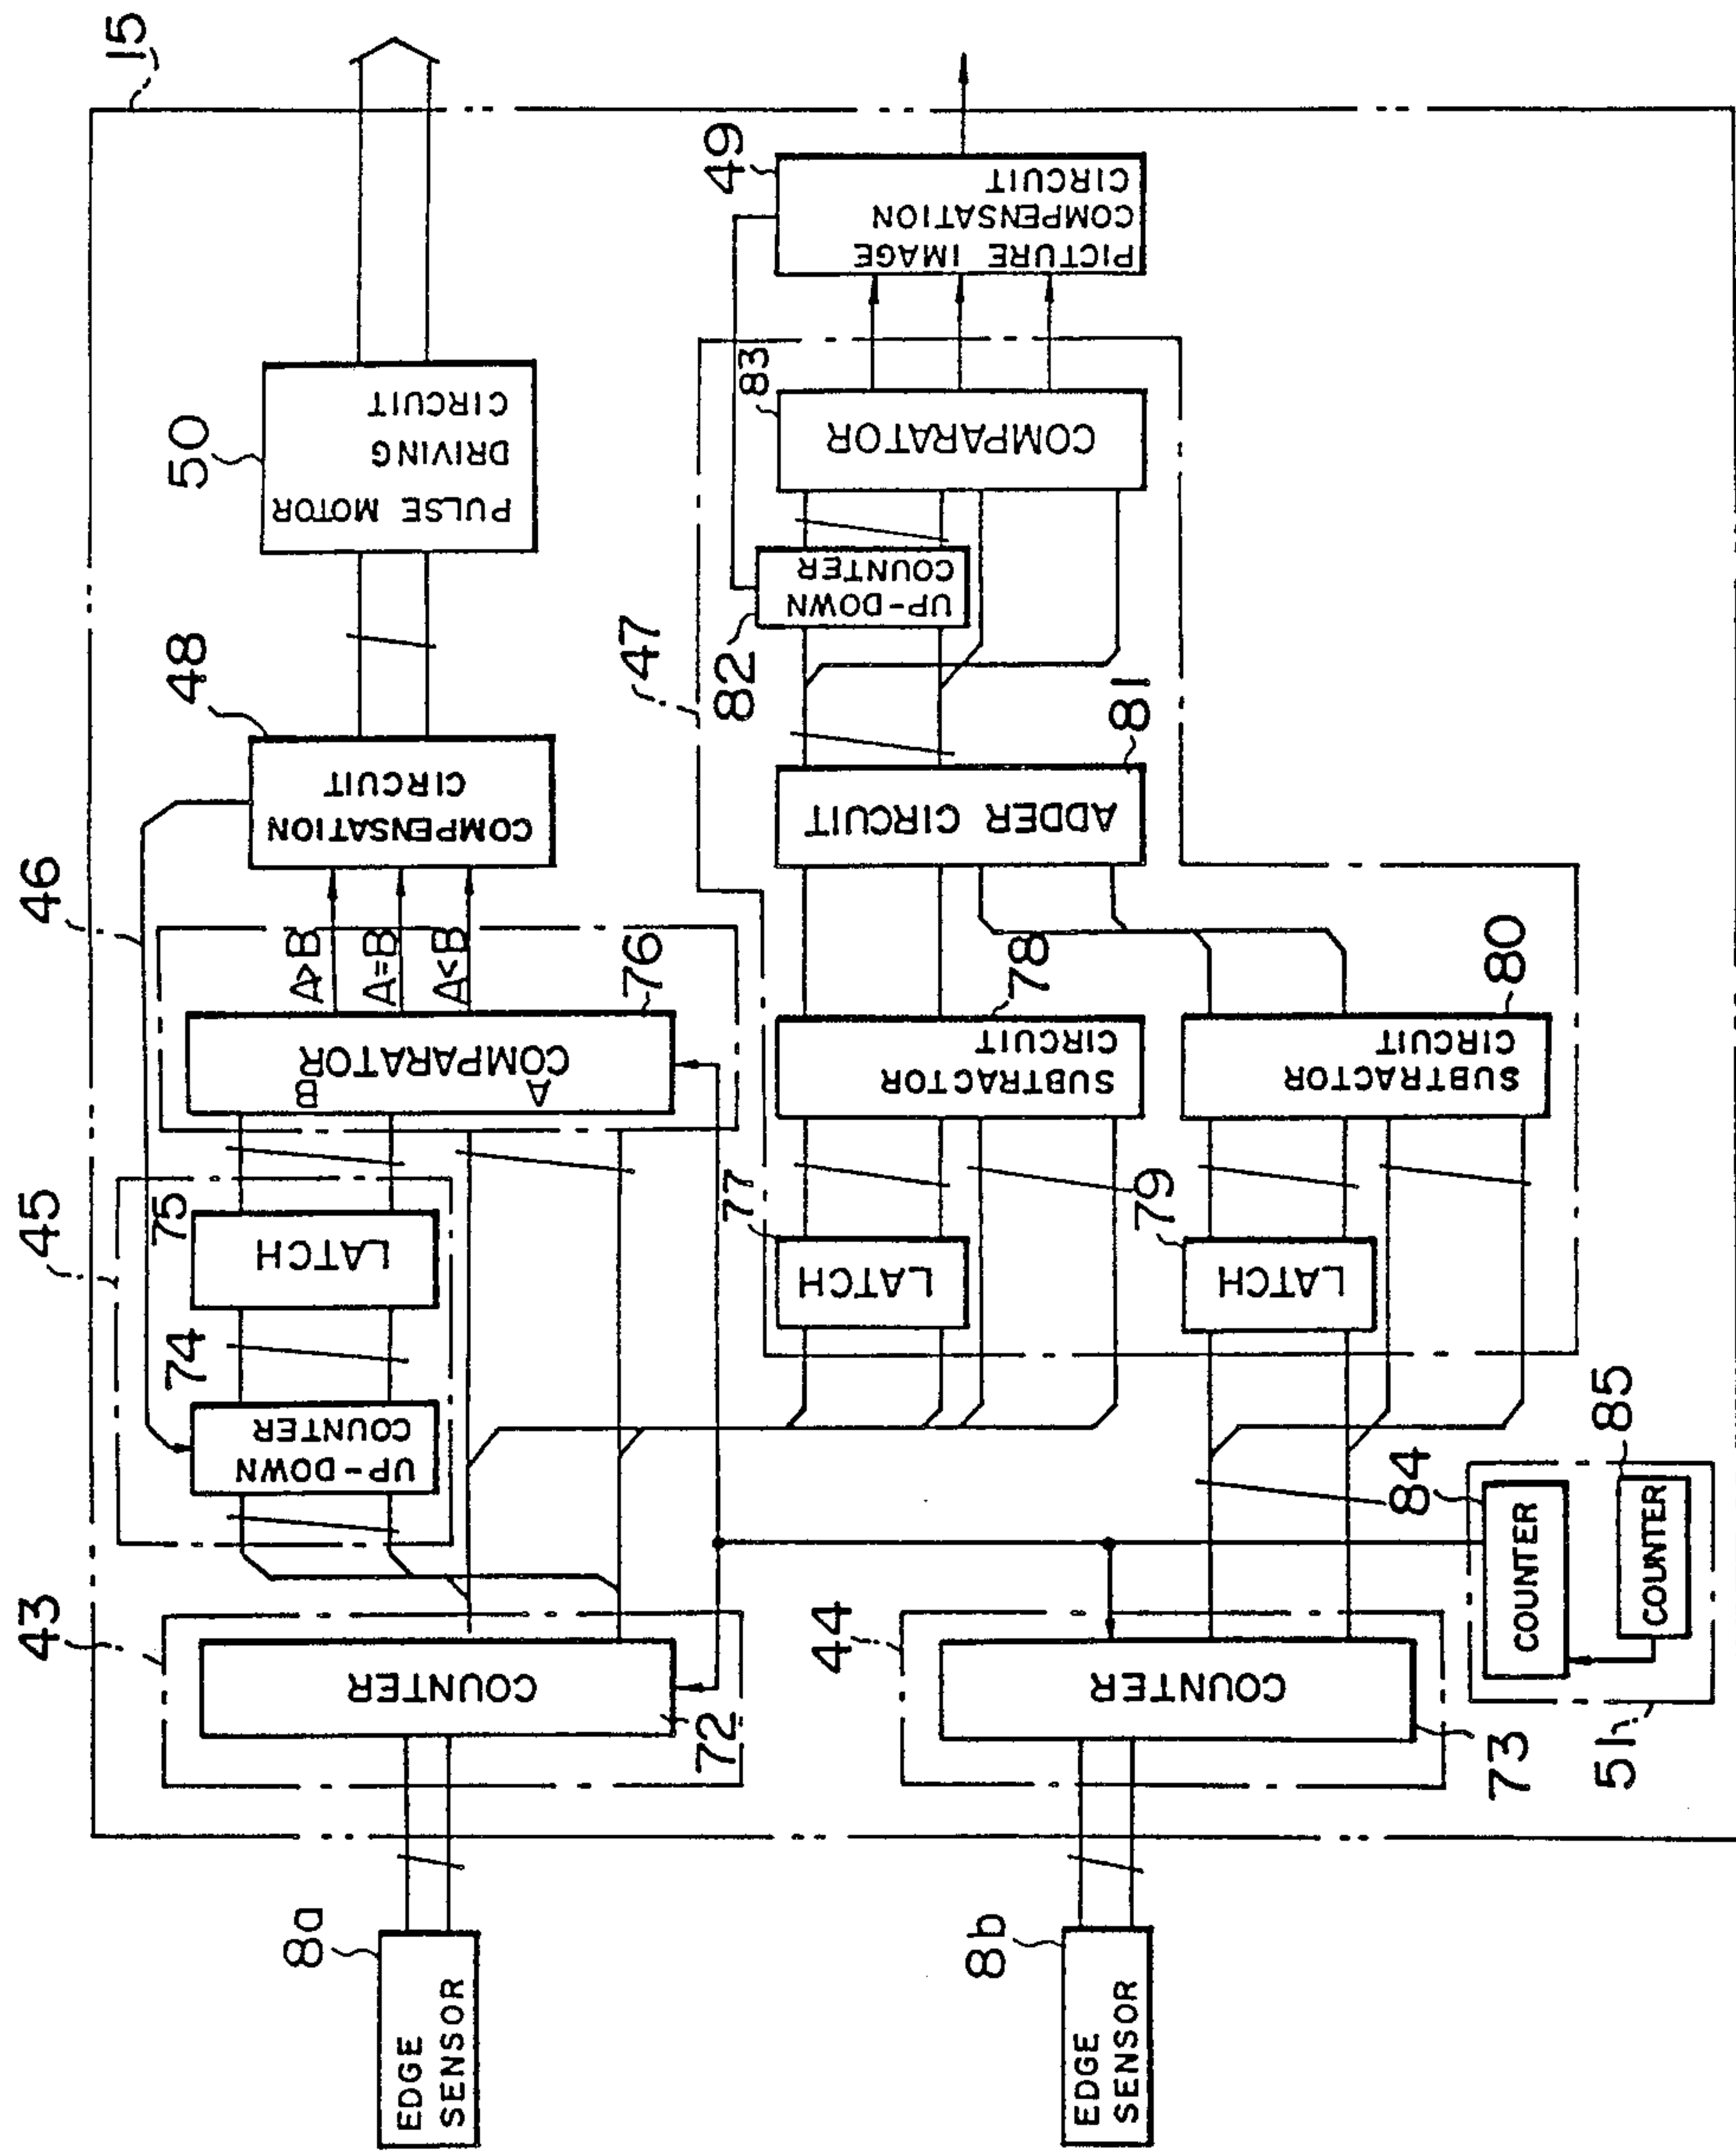 15
50
PULSE MOTOR
DRIVING
CIRCUIT
49
PICTURE IMAGE
COMPENSATION
CIRCUIT
48
COMPENSATION
CIRCUIT
83
COMPARATOR
47
82
UP-DOWN
COUNTER
81
ADDER CIRCUIT
46
A>B
A=B
A<B
76
COMPARATOR
B
A
78
SUBTRACTOR
CIRCUIT
80
SUBTRACTOR
CIRCUIT
45
75
LATCH
77
LATCH
79
LATCH
74
UP-DOWN
COUNTER
84
85
COUNTER
COUNTER
51
43
COUNTER
72
44
COUNTER
73
8a
EDGE
SENSOR
8b
EDGE
SENSOR